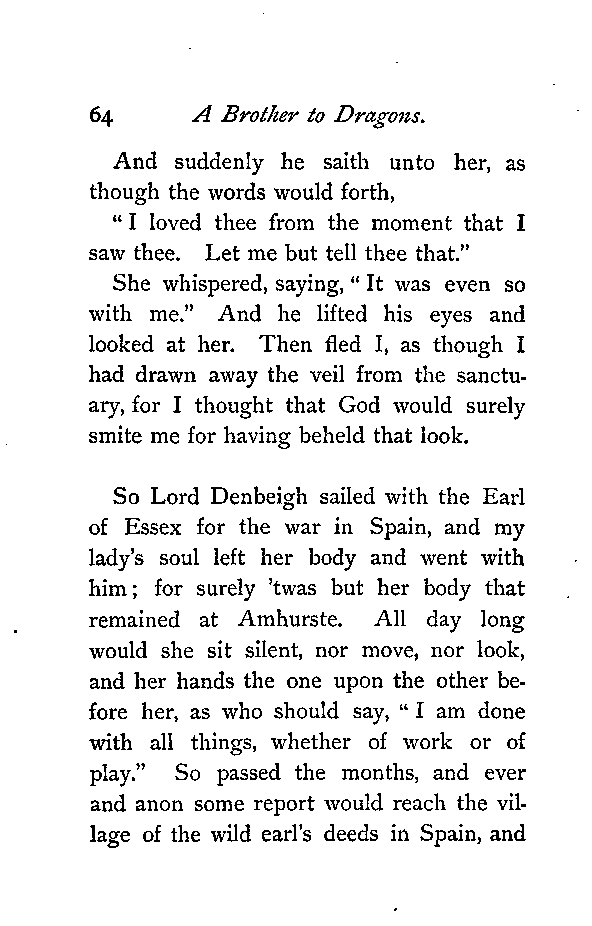 64 A Brother to Dragons.
And suddenly he saith unto her, as
though the words would forth,
“I loved thee from the moment that I
saw thee. Let me but tell thee that.”
She whispered, saying, “It was even so
with me.” And he lifted his eyes and
looked at her. Then fled I, as though I
had drawn away the veil from the sanctu-
ary, for I thought that God would surely
smite me for having beheld that look.
So Lord Denbeigh sailed with the Earl
of Essex for the war in Spain, and my
lady’s soul left her body and went with
him; for surely ’twas but her body that
remained at Amhurste. All day long
would she sit silent, nor move, nor look,
and her hands the one upon the other be-
fore her, as who should say, “I am done
with all things, whether of work or of
play.” So passed the months, and ever
and anon some report would reach the vil-
lage of the wild earl’s deeds in Spain, and